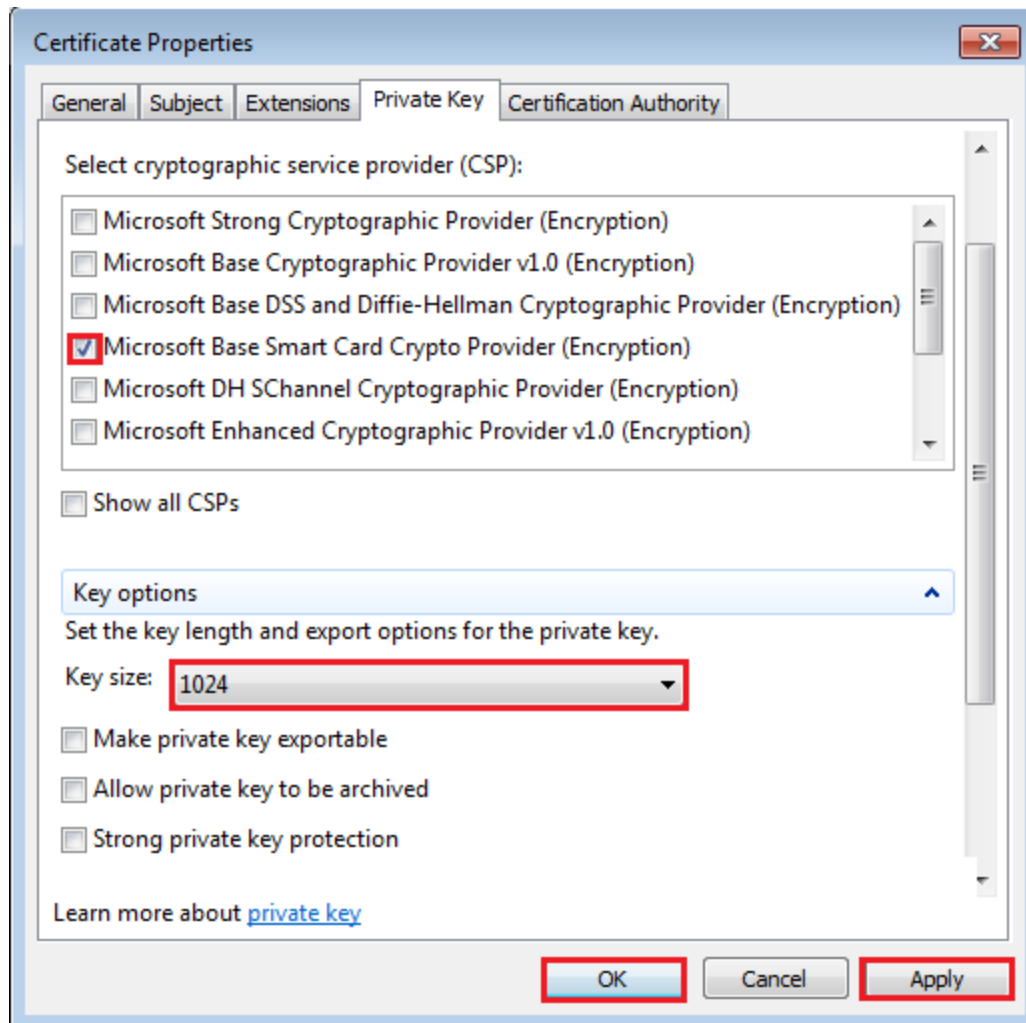 Certificate Properties
General Subject Extensions Private Key Certification Authority
Select cryptographic service provider (CSP):
Microsoft Strong Cryptographic Provider (Encryption)
Microsoft Base Cryptographic Provider v1.0 (Encryption)
Microsoft Base DSS and Diffie-Hellman Cryptographic Provider (Encryption)
Microsoft Base Smart Card Crypto Provider (Encryption)
Microsoft DH SChannel Cryptographic Provider (Encryption)
Microsoft Enhanced Cryptographic Provider v1.0 (Encryption)
Show all CSPs
Key options
Set the key length and export options for the private key.
Key size: 1024
Make private key exportable
Allow private key to be archived
Strong private key protection
Learn more about private key
OK Cancel Apply